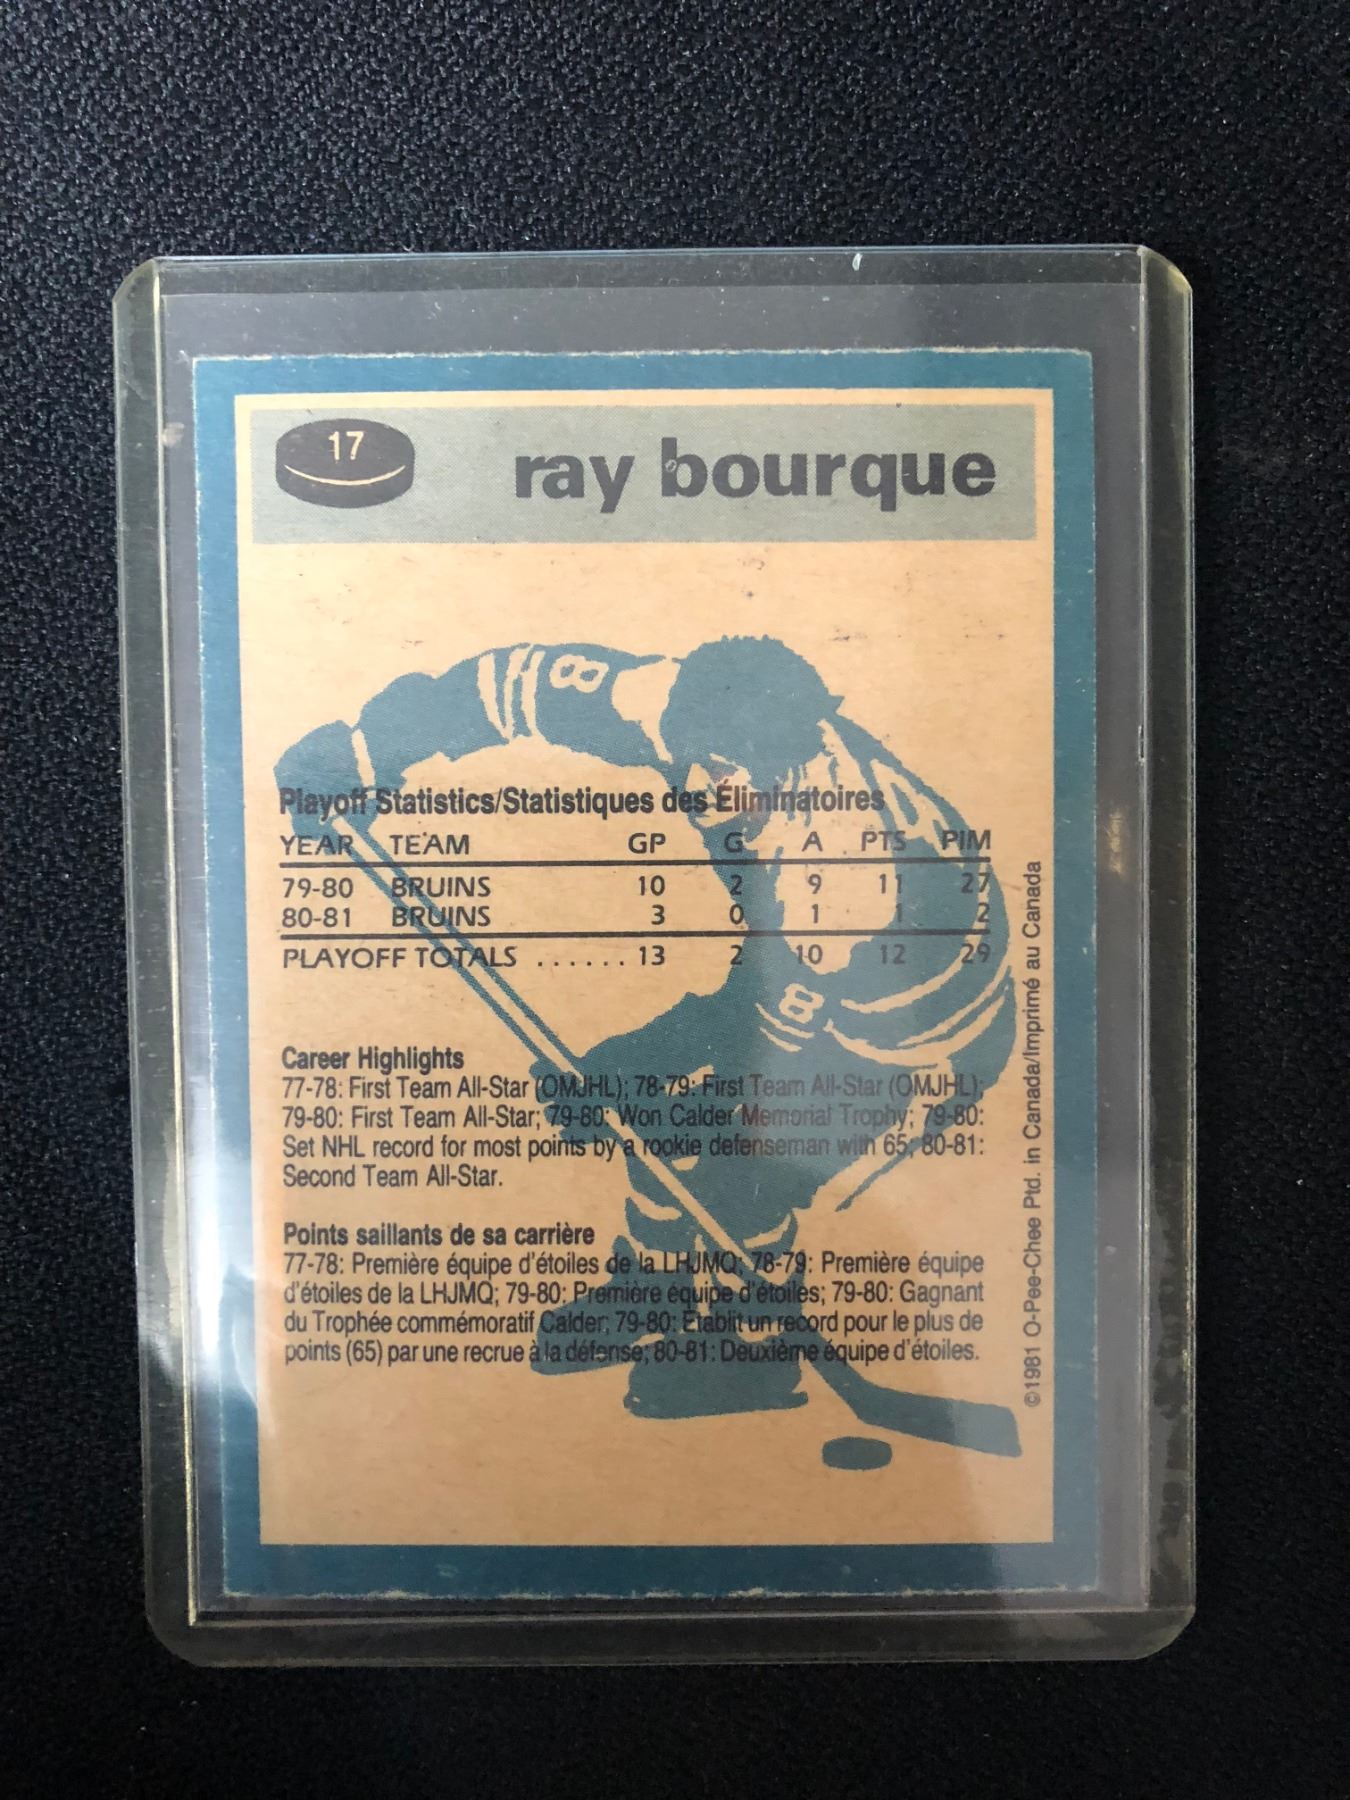 17
ray bourque
8
Playoff Statistics/Statistiques des Éliminatoires
YEAR TEAM GP G A PTS PIM
79-80 BRUINS 10 2 9 11 27
80-81 BRUINS 3 0 1 1 2
PLAYOFF TOTALS ...... 13 2 10 12 29
8
Career Highlights
77-78: First Team All-Star (OMJHL); 78-79: First Team All-Star (OMJHL);
79-80: First Team All-Star; 79-80: Won Calder Memorial Trophy; 79-80:
Set NHL record for most points by a rookie defenseman with 65; 80-81:
Second Team All-Star.
Points saillants de sa carrière
77-78: Première équipe d'étoiles de la LHJMQ; 78-79: Première équipe
d'étoiles de la LHJMQ; 79-80: Première équipe d'étoiles; 79-80: Gagnant
du Trophée commémoratif Calder; 79-80: Établit un record pour le plus de
points (65) par une recrue à la défense; 80-81: Deuxième équipe d'étoiles.
©1981 O-Pee-Chee Ptd. in Canada/Imprimé au Canada